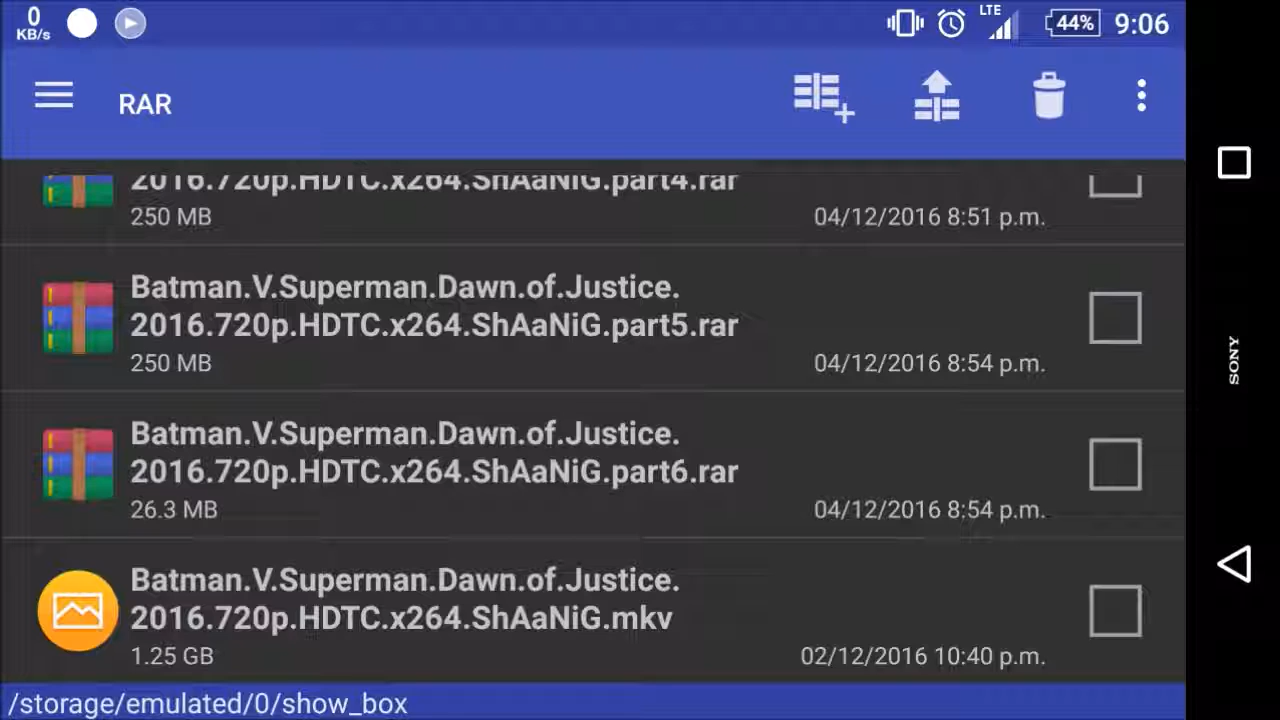 0
KB/s
LTE
44%
9:06
RAR
2016.720p.HDTC.x264.ShAaNiG.part4.rar
250 MB
04/12/2016 8:51 p.m.
Batman.V.Superman.Dawn.of.Justice.
2016.720p.HDTC.x264.ShAaNiG.part5.rar
250 MB
04/12/2016 8:54 p.m.
Batman.V.Superman.Dawn.of.Justice.
2016.720p.HDTC.x264.ShAaNiG.part6.rar
26.3 MB
04/12/2016 8:54 p.m.
Batman.V.Superman.Dawn.of.Justice.
2016.720p.HDTC.x264.ShAaNiG.mkv
1.25 GB
02/12/2016 10:40 p.m.
/storage/emulated/0/show_box
SONY